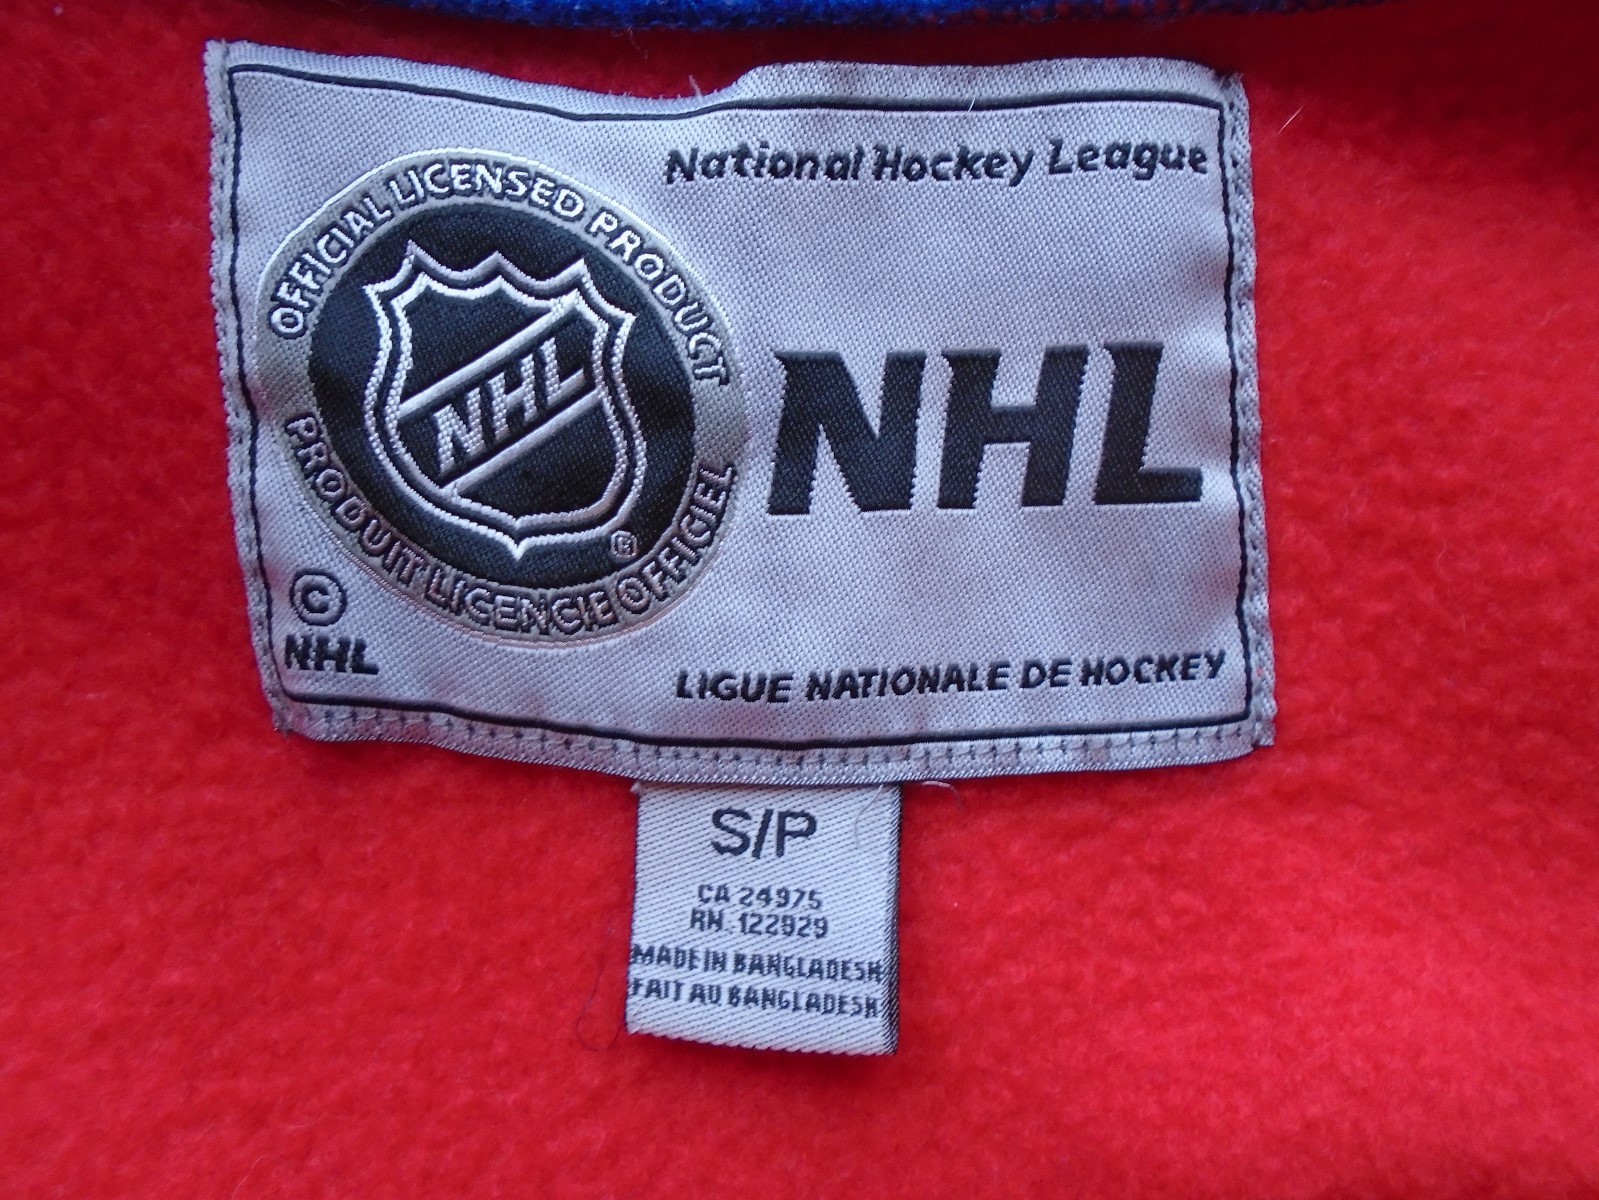 National Hockey League
OFFICIAL LICENSED PRODUCT
NHL
®
PRODUIT LICENCIE OFFICIEL
NHL
©
NHL
LIGUE NATIONALE DE HOCKEY
S/P
CA 24975
RN. 122929
MADE IN BANGLADESH
FAIT AU BANGLADESH